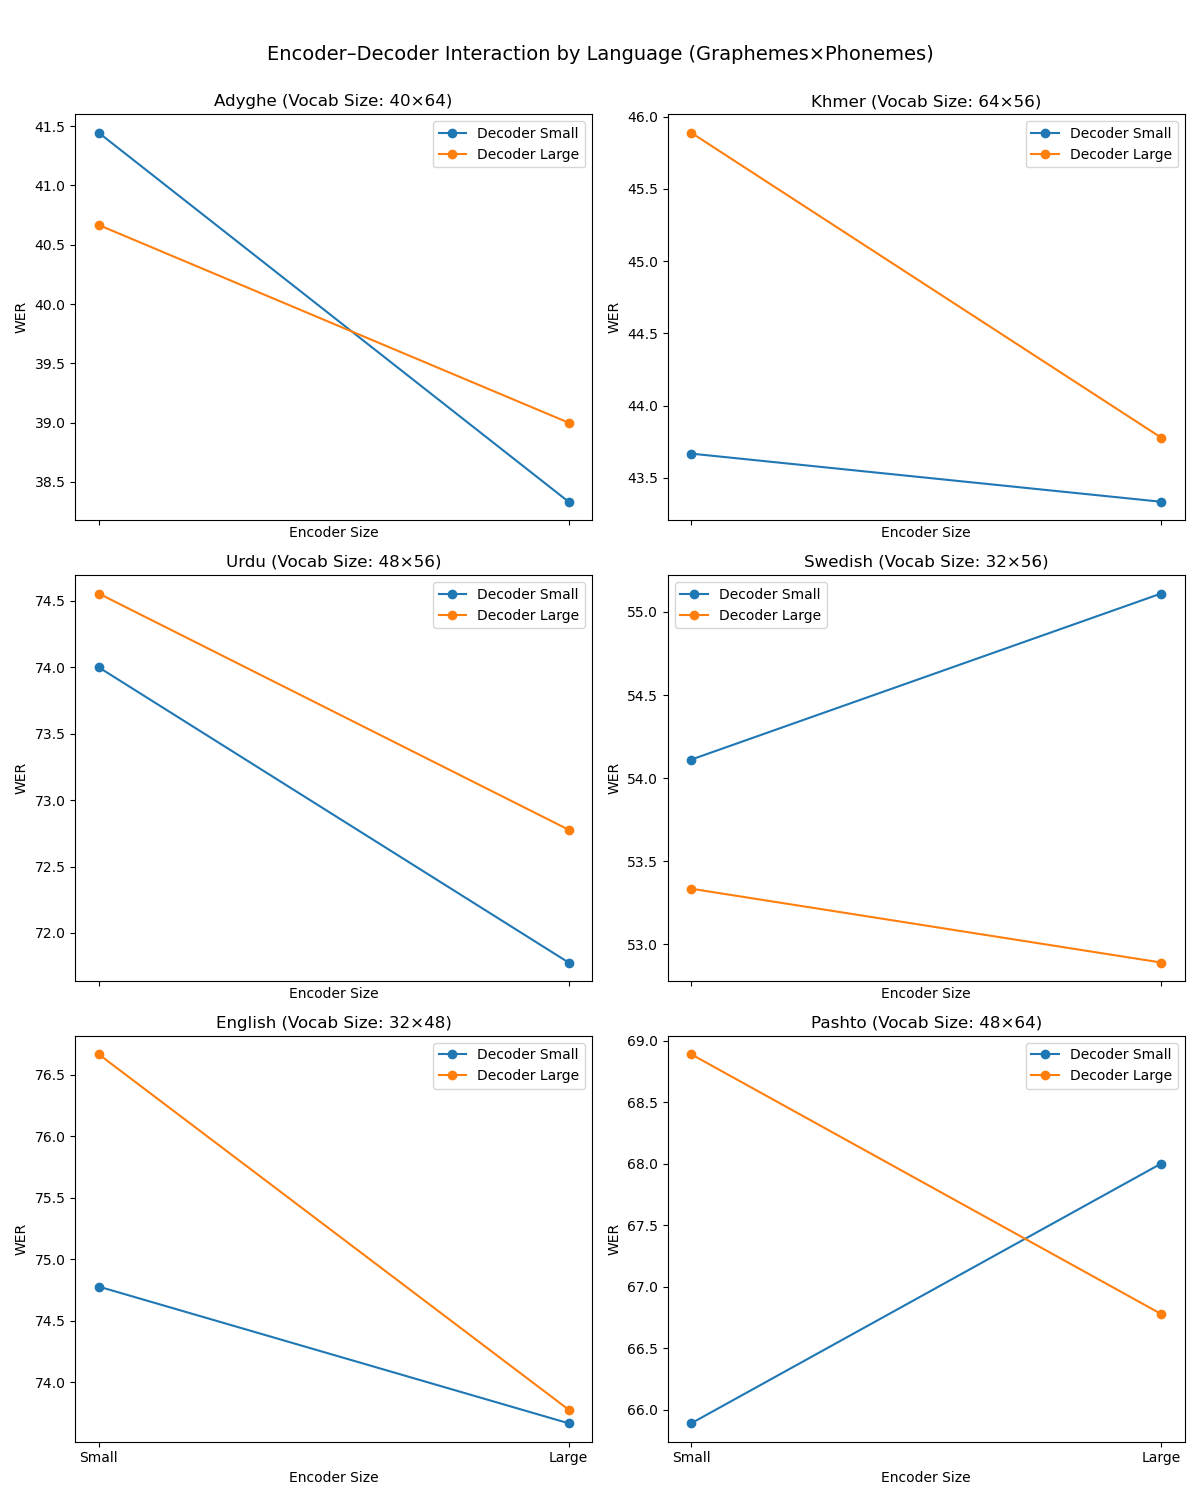 Encoder–Decoder Interaction by Language (Graphemes×Phonemes)
Adyghe (Vocab Size: 40×64)
WER
41.5
41.0
40.5
40.0
39.5
39.0
38.5
Decoder Small
Decoder Large
Encoder Size
Khmer (Vocab Size: 64×56)
WER
46.0
45.5
45.0
44.5
44.0
43.5
Decoder Small
Decoder Large
Encoder Size
Urdu (Vocab Size: 48×56)
WER
74.5
74.0
73.5
73.0
72.5
72.0
Decoder Small
Decoder Large
Encoder Size
Swedish (Vocab Size: 32×56)
WER
55.0
54.5
54.0
53.5
53.0
Decoder Small
Decoder Large
Encoder Size
English (Vocab Size: 32×48)
WER
76.5
76.0
75.5
75.0
74.5
74.0
Decoder Small
Decoder Large
Small Large
Encoder Size
Pashto (Vocab Size: 48×64)
WER
69.0
68.5
68.0
67.5
67.0
66.5
66.0
Decoder Small
Decoder Large
Small Large
Encoder Size